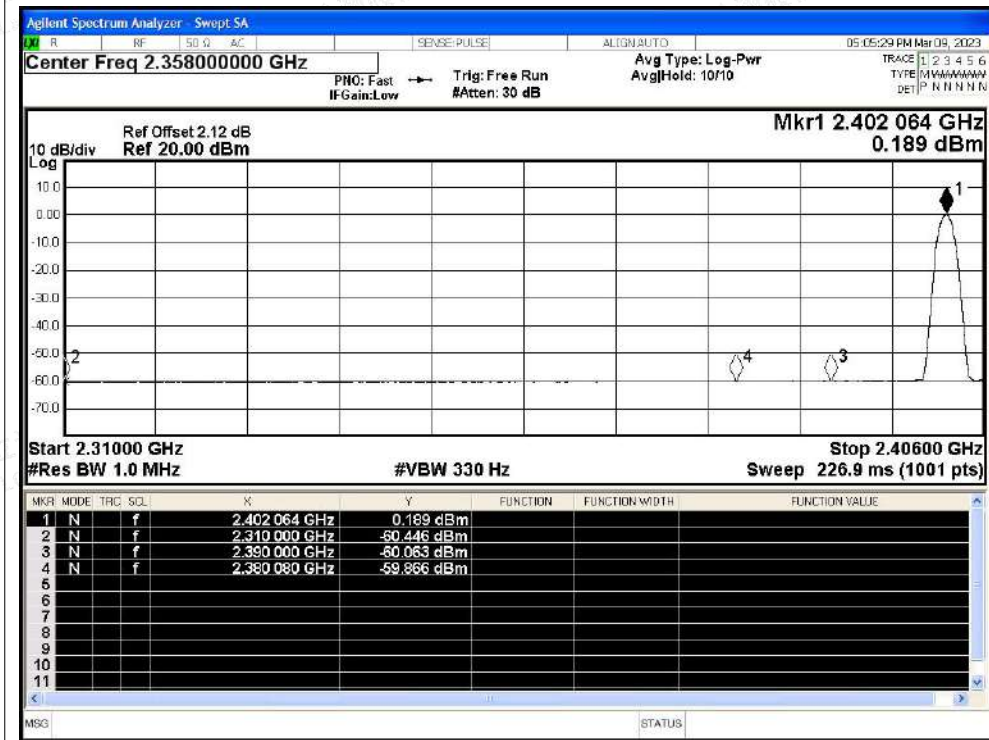 Agilent Spectrum Analyzer - Swept SA
LXI R RF 50 Ω AC SENSE:PULSE ALIGN AUTO 05:05:29 PM Mar 09, 2023
Center Freq 2.358000000 GHz
PNO: Fast
IFGain:Low
Trig: Free Run
#Atten: 30 dB
Avg Type: Log-Pwr
Avg|Hold: 10/10
TRACE 1 2 3 4 5 6
TYPE M
DET P N N N N N
Ref Offset 2.12 dB
10 dB/div Ref 20.00 dBm
Log
Mkr1 2.402 064 GHz
0.189 dBm
10.0
0.00
-10.0
-20.0
-30.0
-40.0
-50.0
-60.0
-70.0
1
2
4
3
Start 2.31000 GHz Stop 2.40600 GHz
#Res BW 1.0 MHz #VBW 330 Hz Sweep 226.9 ms (1001 pts)
MKR MODE TRC SCL X Y FUNCTION FUNCTION WIDTH FUNCTION VALUE
1 N f 2.402 064 GHz 0.189 dBm
2 N f 2.310 000 GHz -60.446 dBm
3 N f 2.390 000 GHz -60.063 dBm
4 N f 2.380 080 GHz -59.866 dBm
5
6
7
8
9
10
11
MSG STATUS